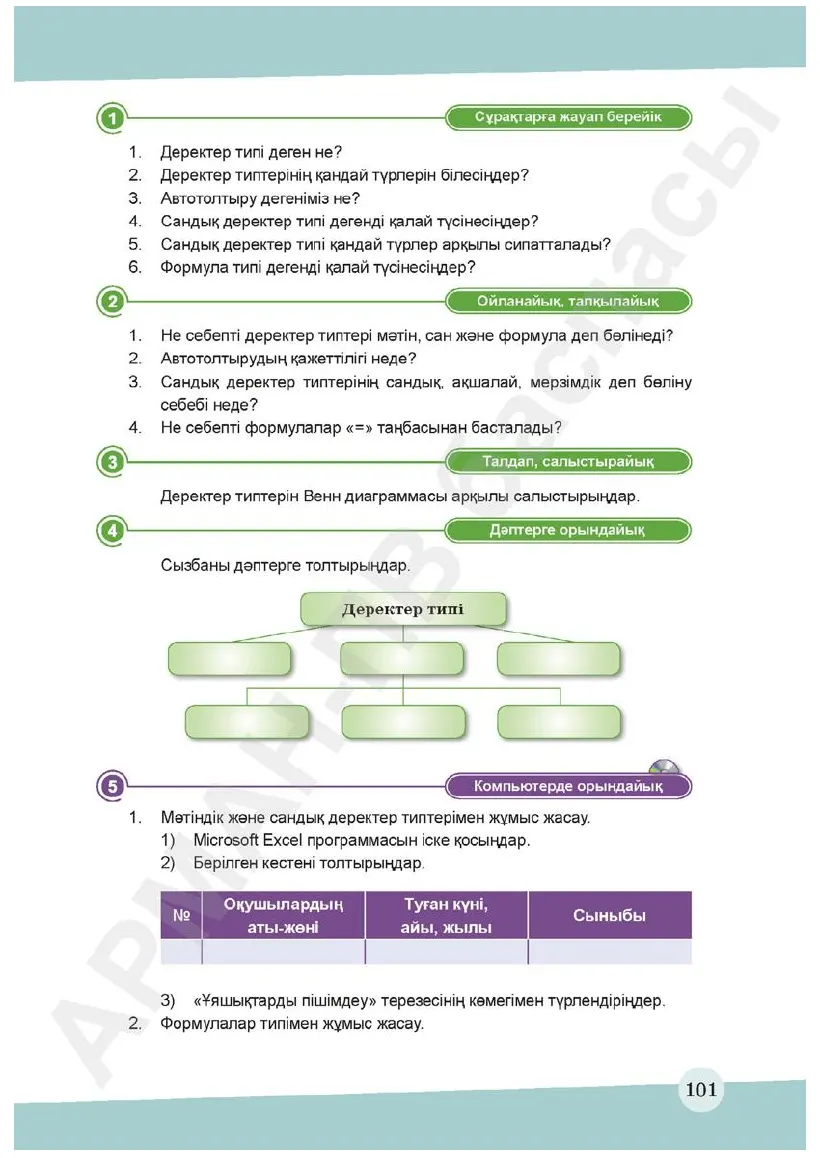 1
Сұрақтарға жауап берейік
1. Деректер типі деген не?
2. Деректер типтерінің қандай түрлерін білесіңдер?
3. Автотолтыру дегеніміз не?
4. Сандық деректер типі дегенді қалай түсінесіңдер?
5. Сандық деректер типі қандай түрлер арқылы сипатталады?
6. Формула типі дегенді қалай түсінесіңдер?
2
Ойланайық, талқылайық
1. Не себепті деректер типтері мәтін, сан және формула деп бөлінеді?
2. Автотолтырудың қажеттілігі неде?
3. Сандық деректер типтерінің сандық, ақшалай, мерзімдік деп бөліну
себебі неде?
4. Не себепті формулалар «=» таңбасынан басталады?
3
Талдап, салыстырайық
Деректер типтерін Венн диаграммасы арқылы салыстырыңдар.
4
Дәптерге орындайық
Сызбаны дәптерге толтырыңдар.
Деректер типі
5
Компьютерде орындайық
1. Мәтіндік және сандық деректер типтерімен жұмыс жасау.
1) Microsoft Excel программасын іске қосыңдар.
2) Берілген кестені толтырыңдар.
№
Оқушылардың
аты-жөні
Туған күні,
айы, жылы
Сыныбы
3) «Ұяшықтарды пішімдеу» терезесінің көмегімен түрлендіріңдер.
2. Формулалар типімен жұмыс жасау.
101
АРМАН-ПВ баспасы